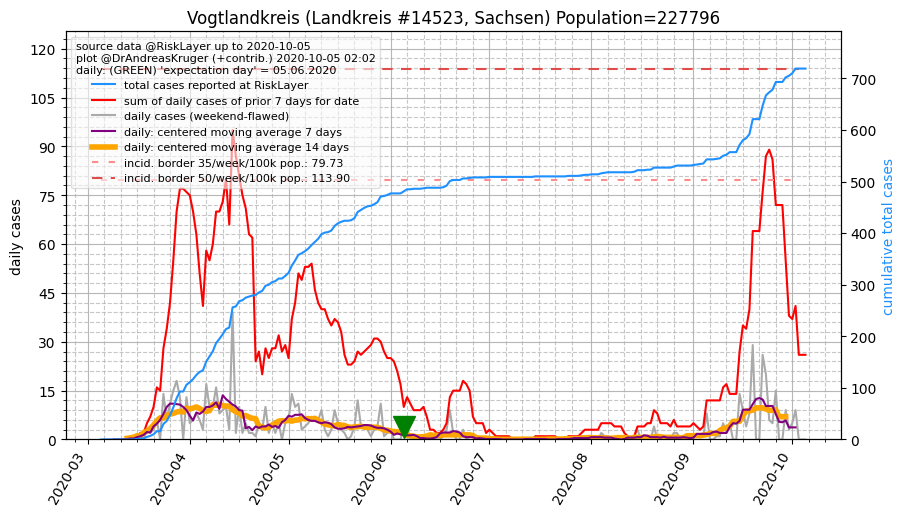 Vogtlandkreis (Landkreis #14523, Sachsen) Population=227796
source data @RiskLayer up to 2020-10-05
plot @DrAndreasKruger (+contrib.) 2020-10-05 02:02
daily: (GREEN) 'expectation day' = 05.06.2020
total cases reported at RiskLayer
sum of daily cases of prior 7 days for date
daily cases (weekend-flawed)
daily: centered moving average 7 days
daily: centered moving average 14 days
incid. border 35/week/100k pop.: 79.73
incid. border 50/week/100k pop.: 113.90
daily cases
120
105
90
75
60
45
30
15
0
cumulative total cases
700
600
500
400
300
200
100
0
2020-03
2020-04
2020-05
2020-06
2020-07
2020-08
2020-09
2020-10